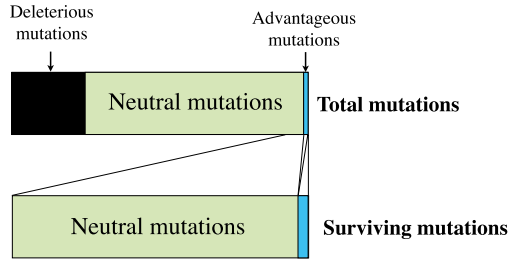 Deleterious
mutations
Advantageous
mutations
Neutral mutations
Total mutations
Neutral mutations
Surviving mutations